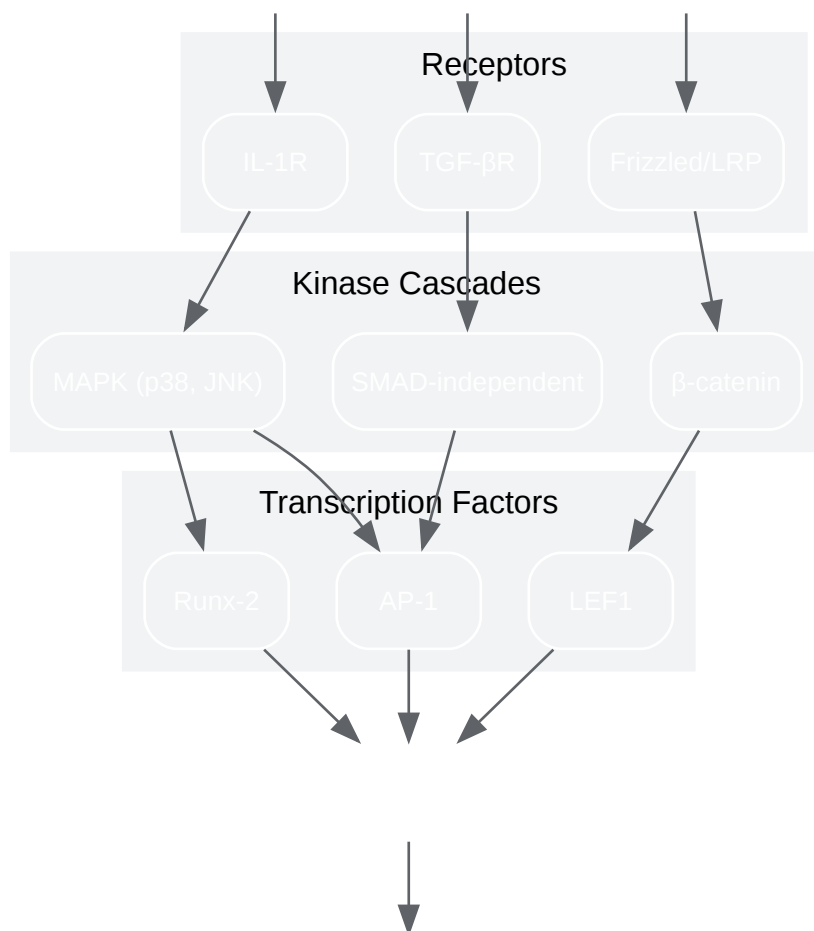 Receptors
IL-1R
TGF-βR
Frizzled/LRP
Kinase Cascades
MAPK (p38, JNK)
SMAD-independent
β-catenin
Transcription Factors
Runx-2
AP-1
LEF1